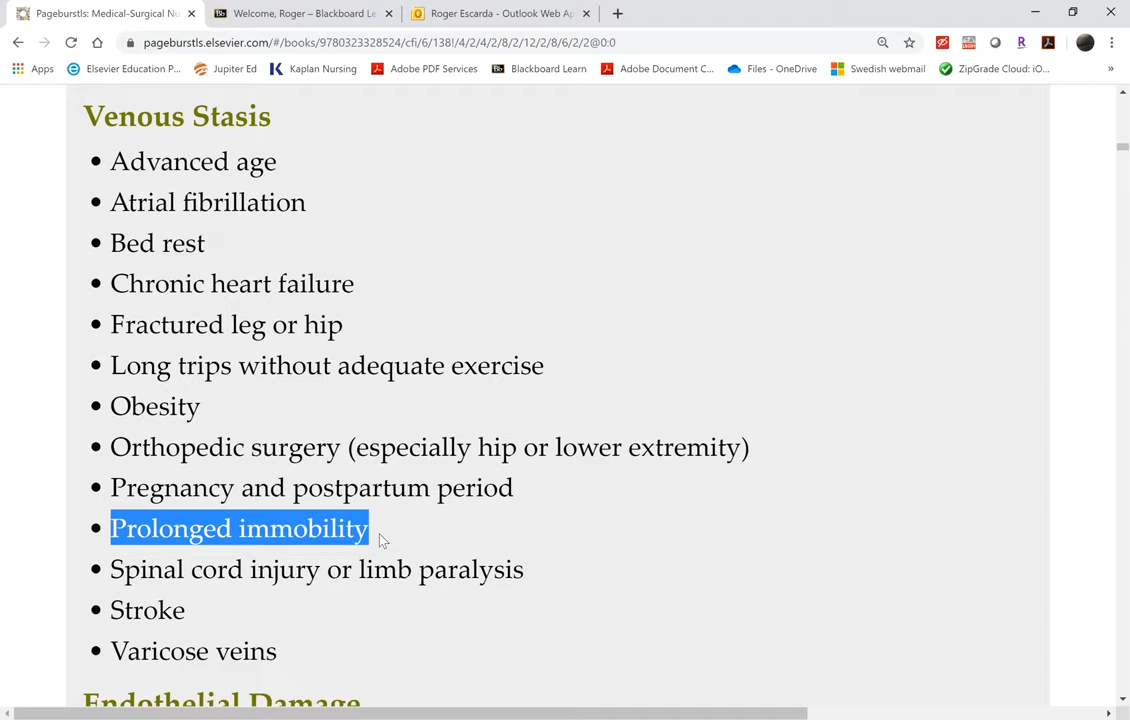 Pageburstls: Medical-Surgical Nu
Welcome, Roger – Blackboard Le
Roger Escarda - Outlook Web Ap
pageburstls.elsevier.com/#/books/9780323328524/cfi/6/138!/4/2/4/2/8/2/12/2/8/6/2/2@0:0
Apps
Elsevier Education P...
Jupiter Ed
Kaplan Nursing
Adobe PDF Services
Bb
Blackboard Learn
Adobe Document C...
Files - OneDrive
Swedish webmail
ZipGrade Cloud: iO...
»
Venous Stasis
• Advanced age
• Atrial fibrillation
• Bed rest
• Chronic heart failure
• Fractured leg or hip
• Long trips without adequate exercise
• Obesity
• Orthopedic surgery (especially hip or lower extremity)
• Pregnancy and postpartum period
• Prolonged immobility
• Spinal cord injury or limb paralysis
• Stroke
• Varicose veins
Endothelial Damage